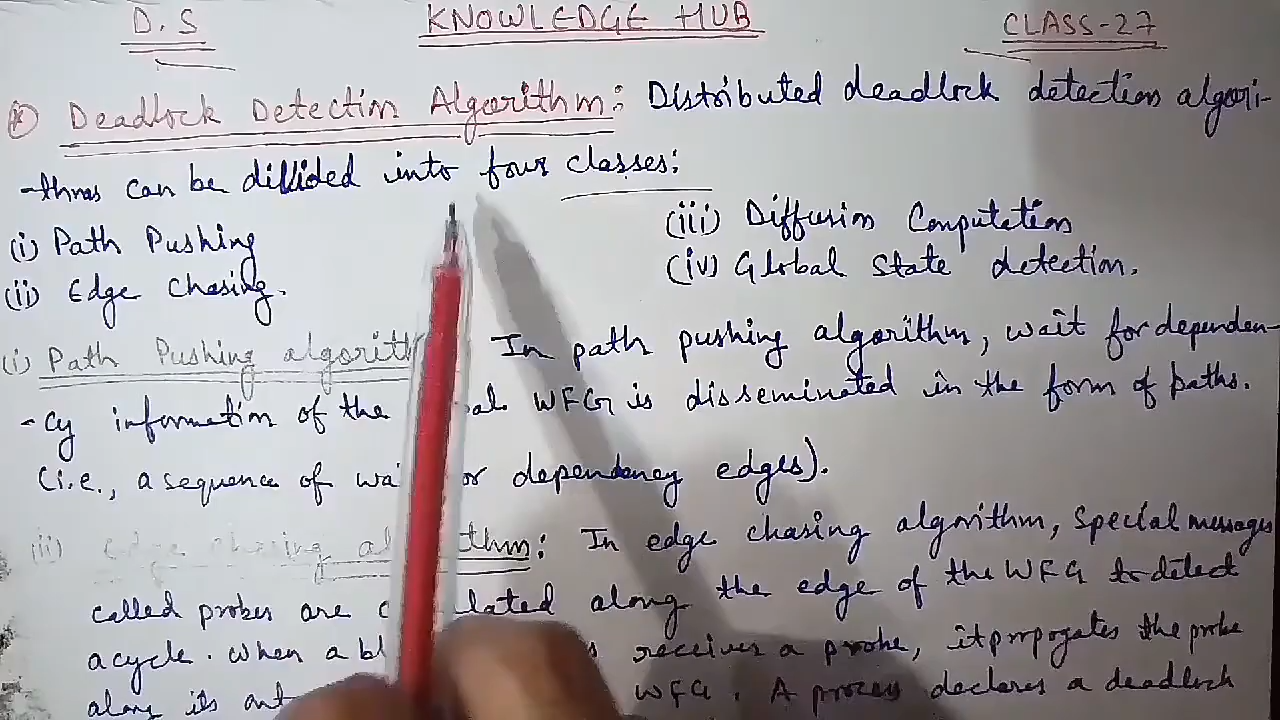 D.S KNOWLEDGE HUB CLASS-27
Deadlock Detection Algorithm: Distributed deadlock detection algori-
-thms can be divided into four classes:
(i) Path Pushing
(ii) Edge Chasing.
(iii) Diffusion Computation
(iv) Global State detection.
(i) Path Pushing algorith In path pushing algorithm, wait for dependen-
-cy information of the WFG is disseminated in the form of paths.
(i.e., a sequence of dependency edges).
(ii) Edge chasing In edge chasing algorithm, Special messages
called probes are along the edge of the WFG to detect
a cycle. When a receives a probe, it propogates the probe
along its WFG. A process declares a deadlock